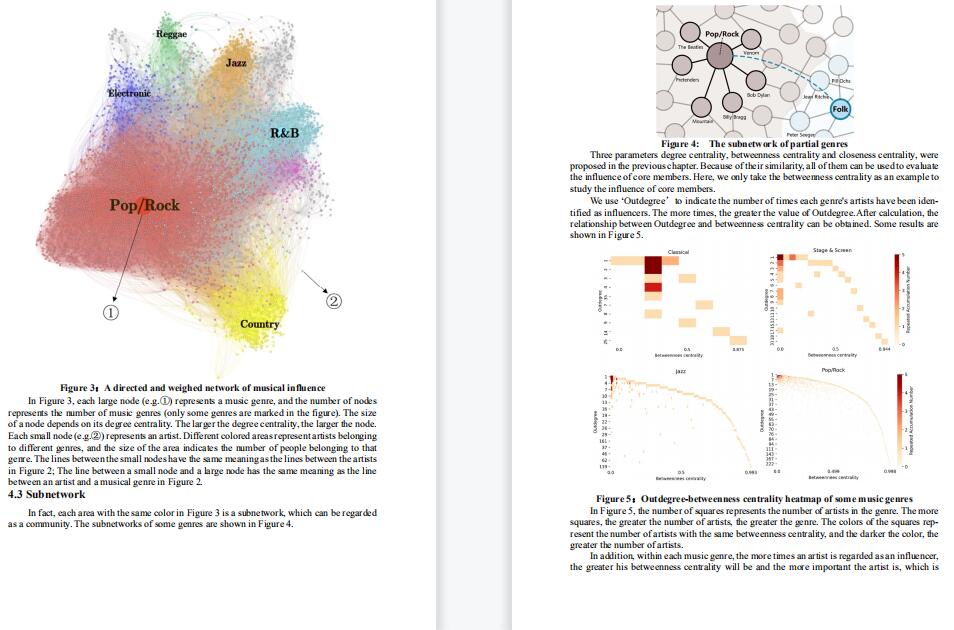 Reggae
Jazz
Electronic
R&B
Pop/Rock
①
②
Country
Figure 3: A directed and weighed network of musical influence
In Figure 3, each large node (e.g.①) represents a music genre, and the number of nodes
represents the number of music genres (only some genres are marked in the figure). The size
of a node depends on its degree centrality. The larger the degree centrality, the larger the node.
Each small node (e.g.②) represents an artist. Different colored areas represent artists belonging
to different genres, and the size of the area indicates the number of people belonging to that
genre. The lines between the small nodes have the same meaning as the lines between the artists
in Figure 2; The line between a small node and a large node has the same meaning as the line
between an artist and a musical genre in Figure 2.
4.3 Subnetwork
In fact, each area with the same color in Figure 3 is a subnetwork, which can be regarded
as a community. The subnetworks of some genres are shown in Figure 4.
Pop/Rock
The Beatles
Venom
Pretenders
Bob Dylan
Phil Ochs
Jean Ritchie
Folk
Mountain
Billy Bragg
Peter Seeger
Figure 4: The subnetwork of partial genres
Three parameters degree centrality, betweenness centrality and closeness centrality, were
proposed in the previous chapter. Because of their similarity, all of them can be used to evaluate
the influence of core members. Here, we only take the betweenness centrality as an example to
study the influence of core members.
We use ‘Outdegree’ to indicate the number of times each genre's artists have been iden-
tified as influencers. The more times, the greater the value of Outdegree.After calculation, the
relationship between Outdegree and betweenness centrality can be obtained. Some results are
shown in Figure 5.
Classical
Outdegree
0.0 0.5 0.875
Betweenness centrality
Stage & Screen
Outdegree
0.0 0.5 0.944
Betweenness centrality
Repeated Accumulation Number
Jazz
Outdegree
0.0 0.5 0.993
Betweenness centrality
Pop/Rock
Outdegree
0.0 0.499 0.998
Betweenness centrality
Repeated Accumulation Number
Figure 5: Outdegree-betweenness centrality heatmap of some music genres
In Figure 5, the number of squares represents the number of artists in the genre. The more
squares, the greater the number of artists, the greater the genre. The colors of the squares rep-
resent the number of artists with the same betweenness centrality, and the darker the color, the
greater the number of artists.
In addition, within each music genre, the more times an artist is regarded as an influencer,
the greater his betweenness centrality will be and the more important the artist is, which is